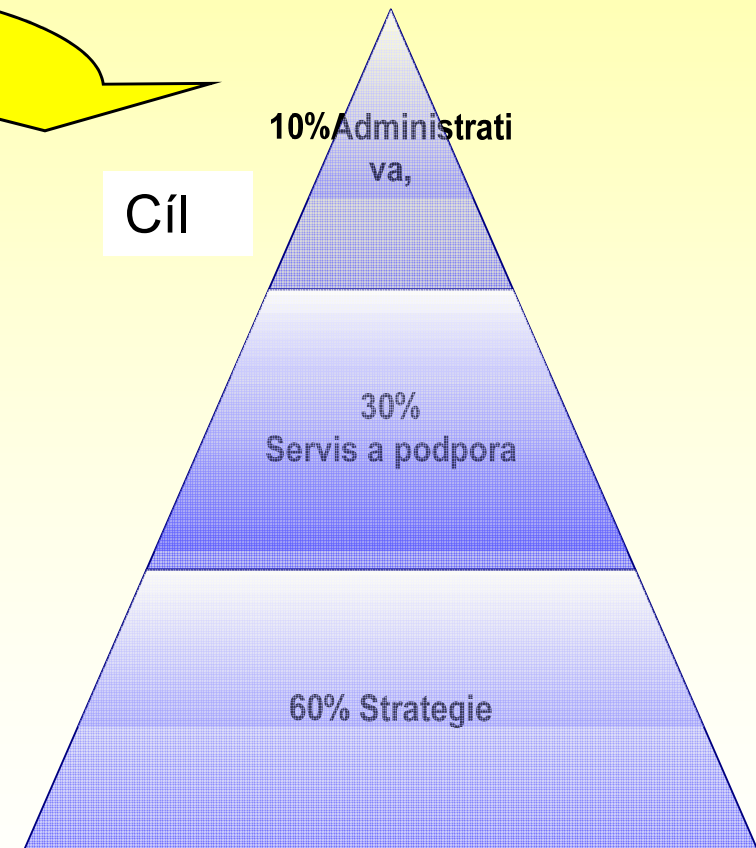 10%Administrati
va,
Cíl
30%
Servis a podpora
60% Strategie